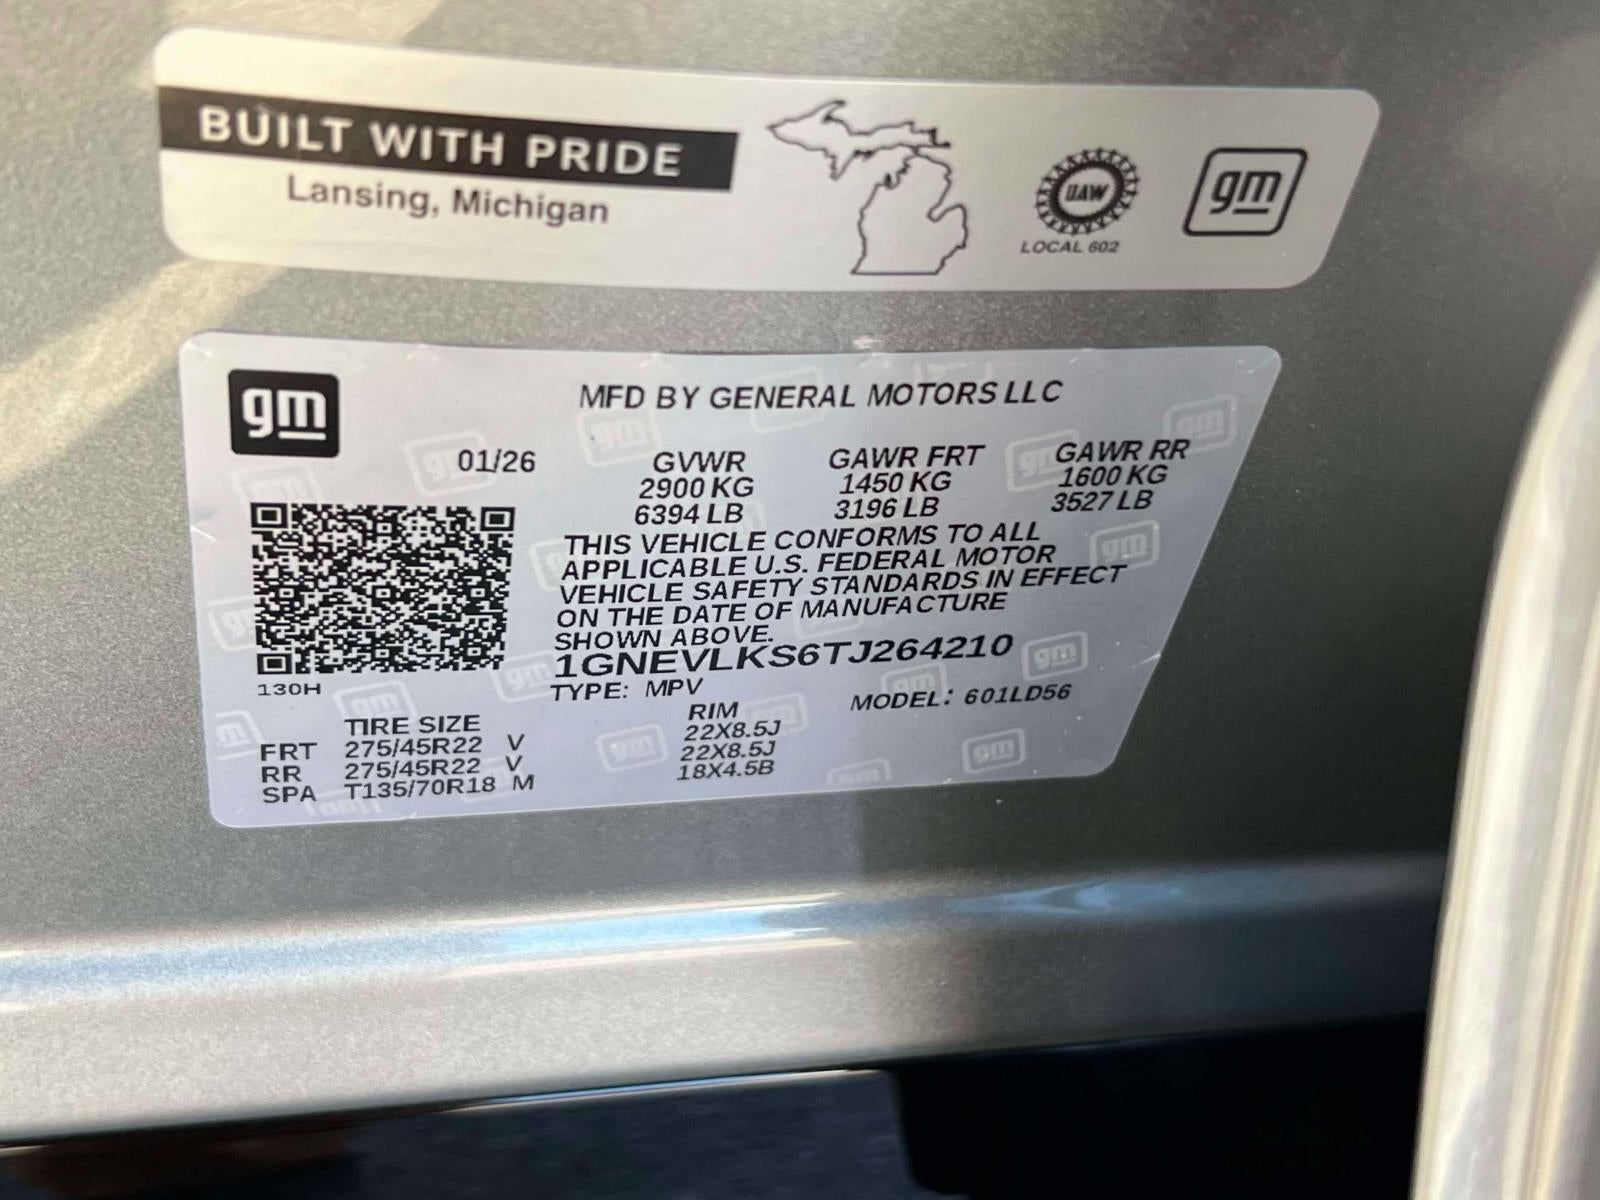 BUILT WITH PRIDE
Lansing, Michigan
UAW
LOCAL 602
gm
gm
MFD BY GENERAL MOTORS LLC
01/26 GVWR GAWR FRT GAWR RR
2900 KG 1450 KG 1600 KG
6394 LB 3196 LB 3527 LB
THIS VEHICLE CONFORMS TO ALL
APPLICABLE U.S. FEDERAL MOTOR
VEHICLE SAFETY STANDARDS IN EFFECT
ON THE DATE OF MANUFACTURE
SHOWN ABOVE.
1GNEVLKS6TJ264210
130H
TYPE: MPV MODEL: 601LD56
TIRE SIZE RIM
FRT 275/45R22 V 22X8.5J
RR 275/45R22 V 22X8.5J
SPA T135/70R18 M 18X4.5B